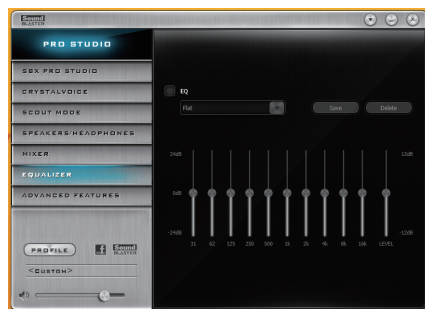 Sound
BLASTER
PRO STUDIO
SBX PRO STUDIO
CRYSTALVOICE
SCOUT MODE
SPEAKERS/HEADPHONES
MIXER
EQUALIZER
ADVANCED FEATURES
PROFILE
f Sound
BLASTER
<CUSTOM>
EQ
Flat
Save Delete
24dB 12dB
0dB
-24dB -12dB
31 62 125 250 500 1k 2k 4k 8k 16k LEVEL